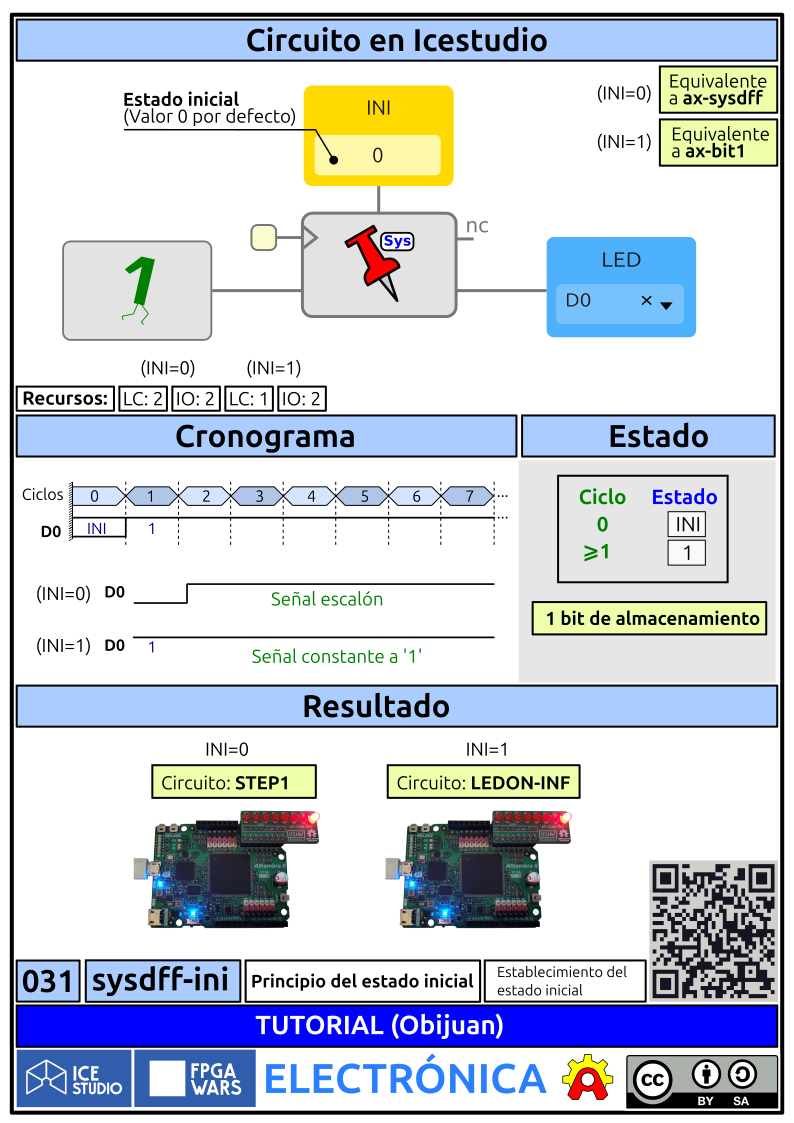 Circuito en Icestudio
Estado inicial
(Valor 0 por defecto)
INI
0
(INI=0)
Equivalente
a ax-sysdff
(INI=1)
Equivalente
a ax-bit1
1
Sys
nc
LED
D0
(INI=0)
(INI=1)
Recursos:
LC: 2
IO: 2
LC: 1
IO: 2
Cronograma
Estado
Ciclos
0
1
2
3
4
5
6
7
...
D0
INI
1
...
(INI=0)
D0
Señal escalón
(INI=1)
D0
1
Señal constante a '1'
Ciclo
Estado
0
INI
⩾1
1
1 bit de almacenamiento
Resultado
INI=0
INI=1
Circuito: STEP1
Circuito: LEDON-INF
Alhambra II
Alhambra II
031
sysdff-ini
Principio del estado inicial
Establecimiento del
estado inicial
TUTORIAL (Obijuan)
ICE
STUDIO
FPGA
WARS
ELECTRÓNICA
CC
BY
SA